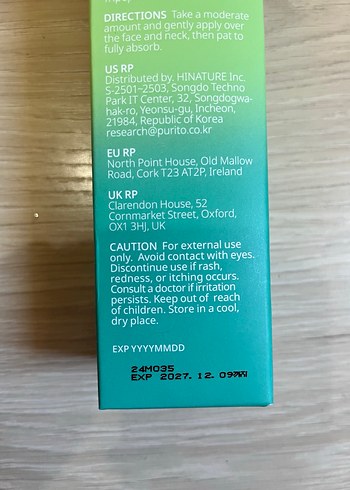 DIRECTIONS Take a moderate
amount and gently apply over
the face and neck, then pat to
fully absorb.
US RP
Distributed by. HINATURE Inc.
S-2501~2503, Songdo Techno
Park IT Center, 32, Songdogwa-
hak-ro, Yeonsu-gu, Incheon,
21984, Republic of Korea
research@purito.co.kr
EU RP
North Point House, Old Mallow
Road, Cork T23 AT2P, Ireland
UK RP
Clarendon House, 52
Cornmarket Street, Oxford,
OX1 3HJ, UK
CAUTION For external use
only. Avoid contact with eyes.
Discontinue use if rash,
redness, or itching occurs.
Consult a doctor if irritation
persists. Keep out of reach
of children. Store in a cool,
dry place.
EXP YYYYMMDD
24M035
EXP 2027. 12. 09